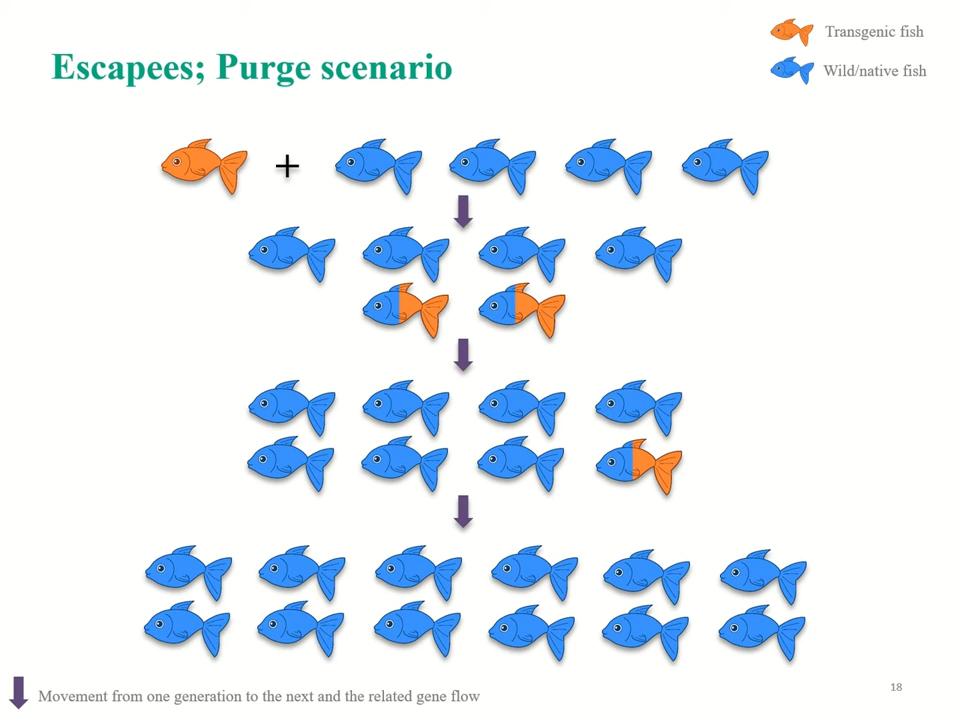 Transgenic fish
Escapees; Purge scenario
Wild/native fish
+
18
Movement from one generation to the next and the related gene flow